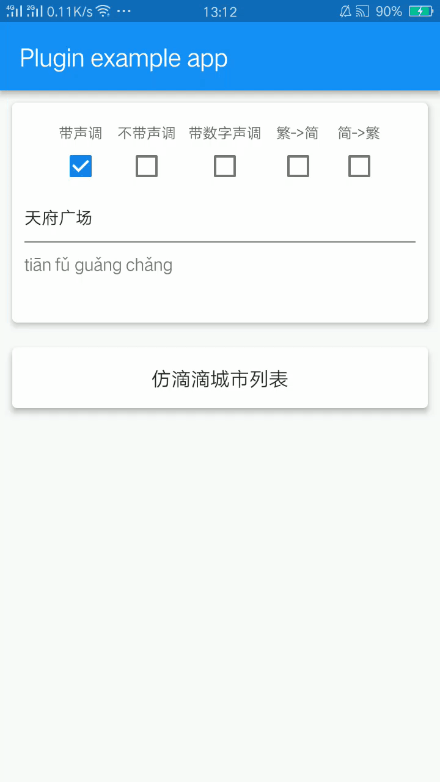 4G 2G 0.11K/s ... 13:12 90%
Plugin example app
带声调 不带声调 带数字声调 繁->简 简->繁
天府广场
tiān fǔ guǎng chǎng
仿滴滴城市列表